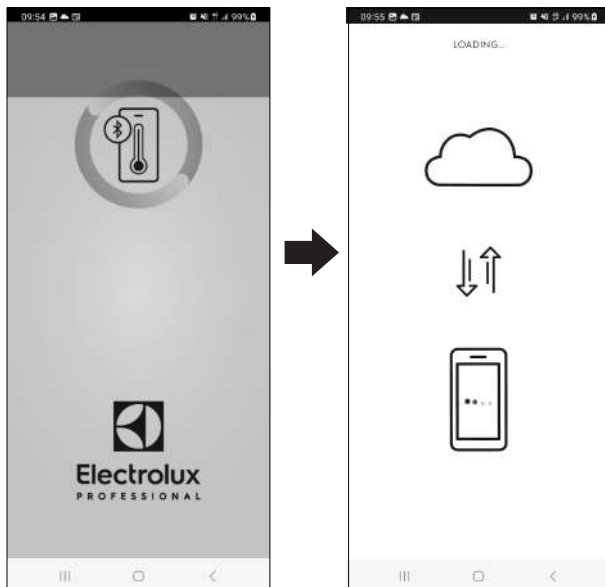 09:54
99%
Electrolux
PROFESSIONAL
09:55
99%
LOADING...